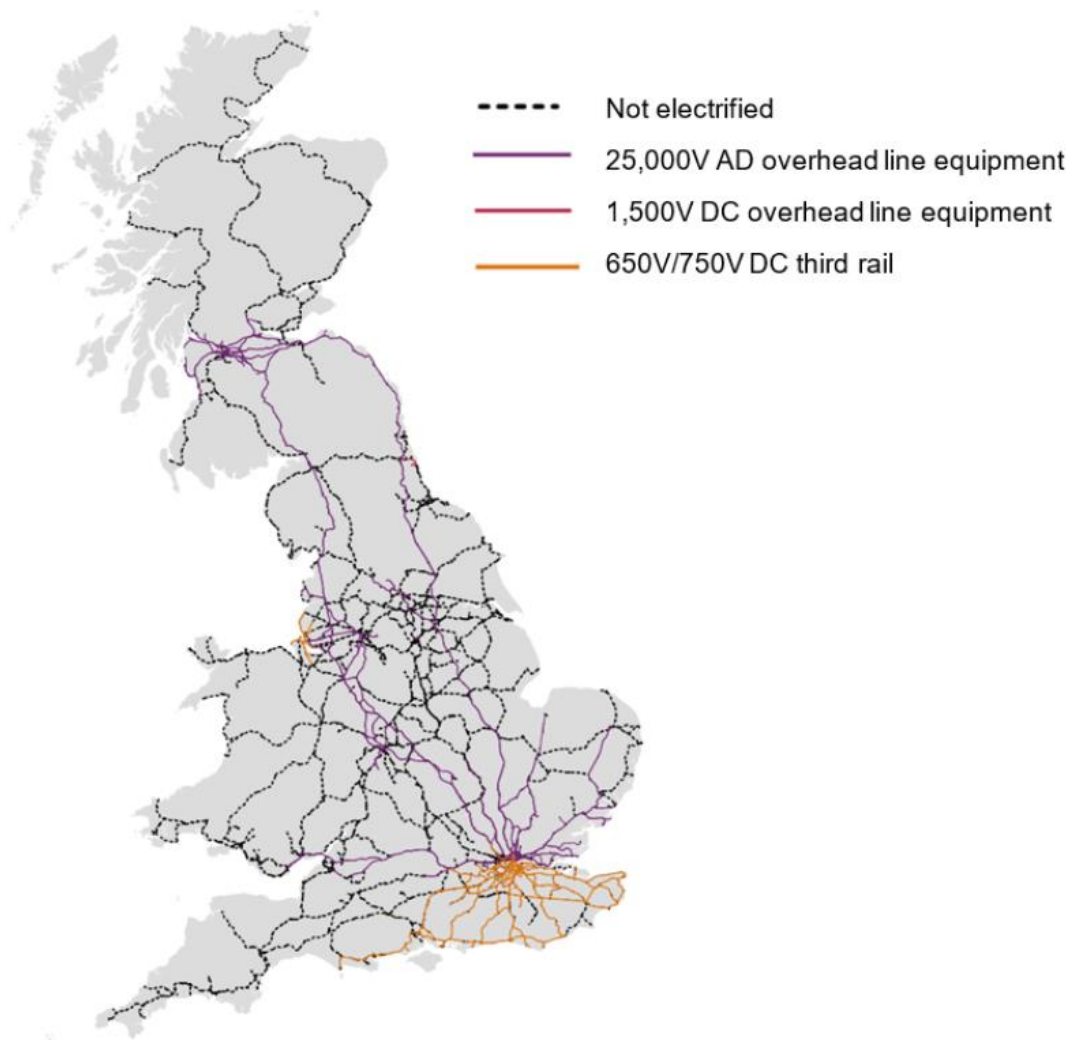 Not electrified
25,000V AD overhead line equipment
1,500V DC overhead line equipment
650V/750V DC third rail